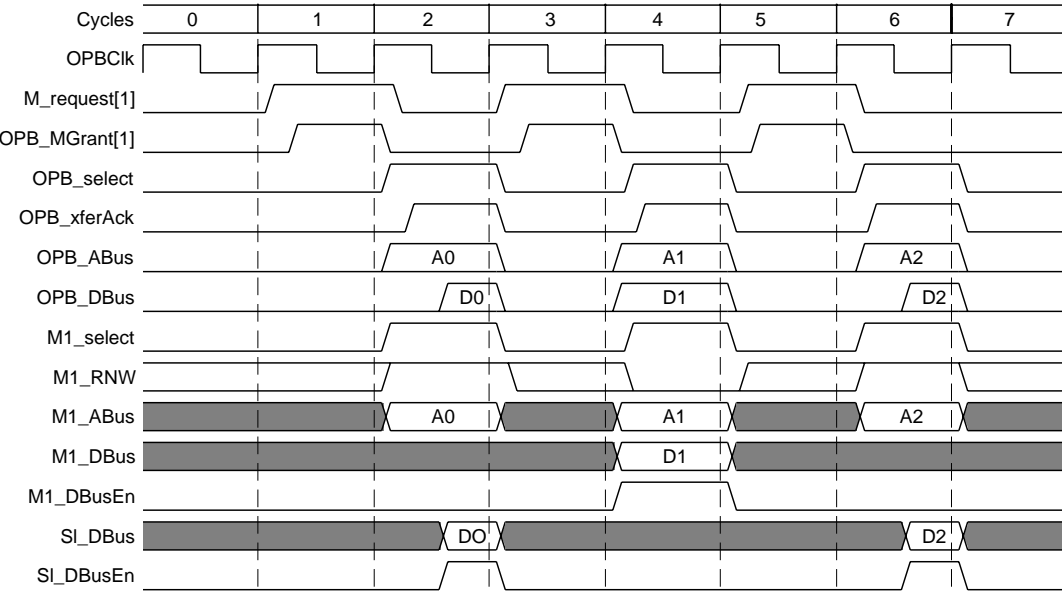 Cycles 0 1 2 3 4 5 6 7
OPBClk
M_request[1]
OPB_MGrant[1]
OPB_select
OPB_xferAck
OPB_ABus A0 A1 A2
OPB_DBus D0 D1 D2
M1_select
M1_RNW
M1_ABus A0 A1 A2
M1_DBus D1
M1_DBusEn
Sl_DBus DO D2
Sl_DBusEn